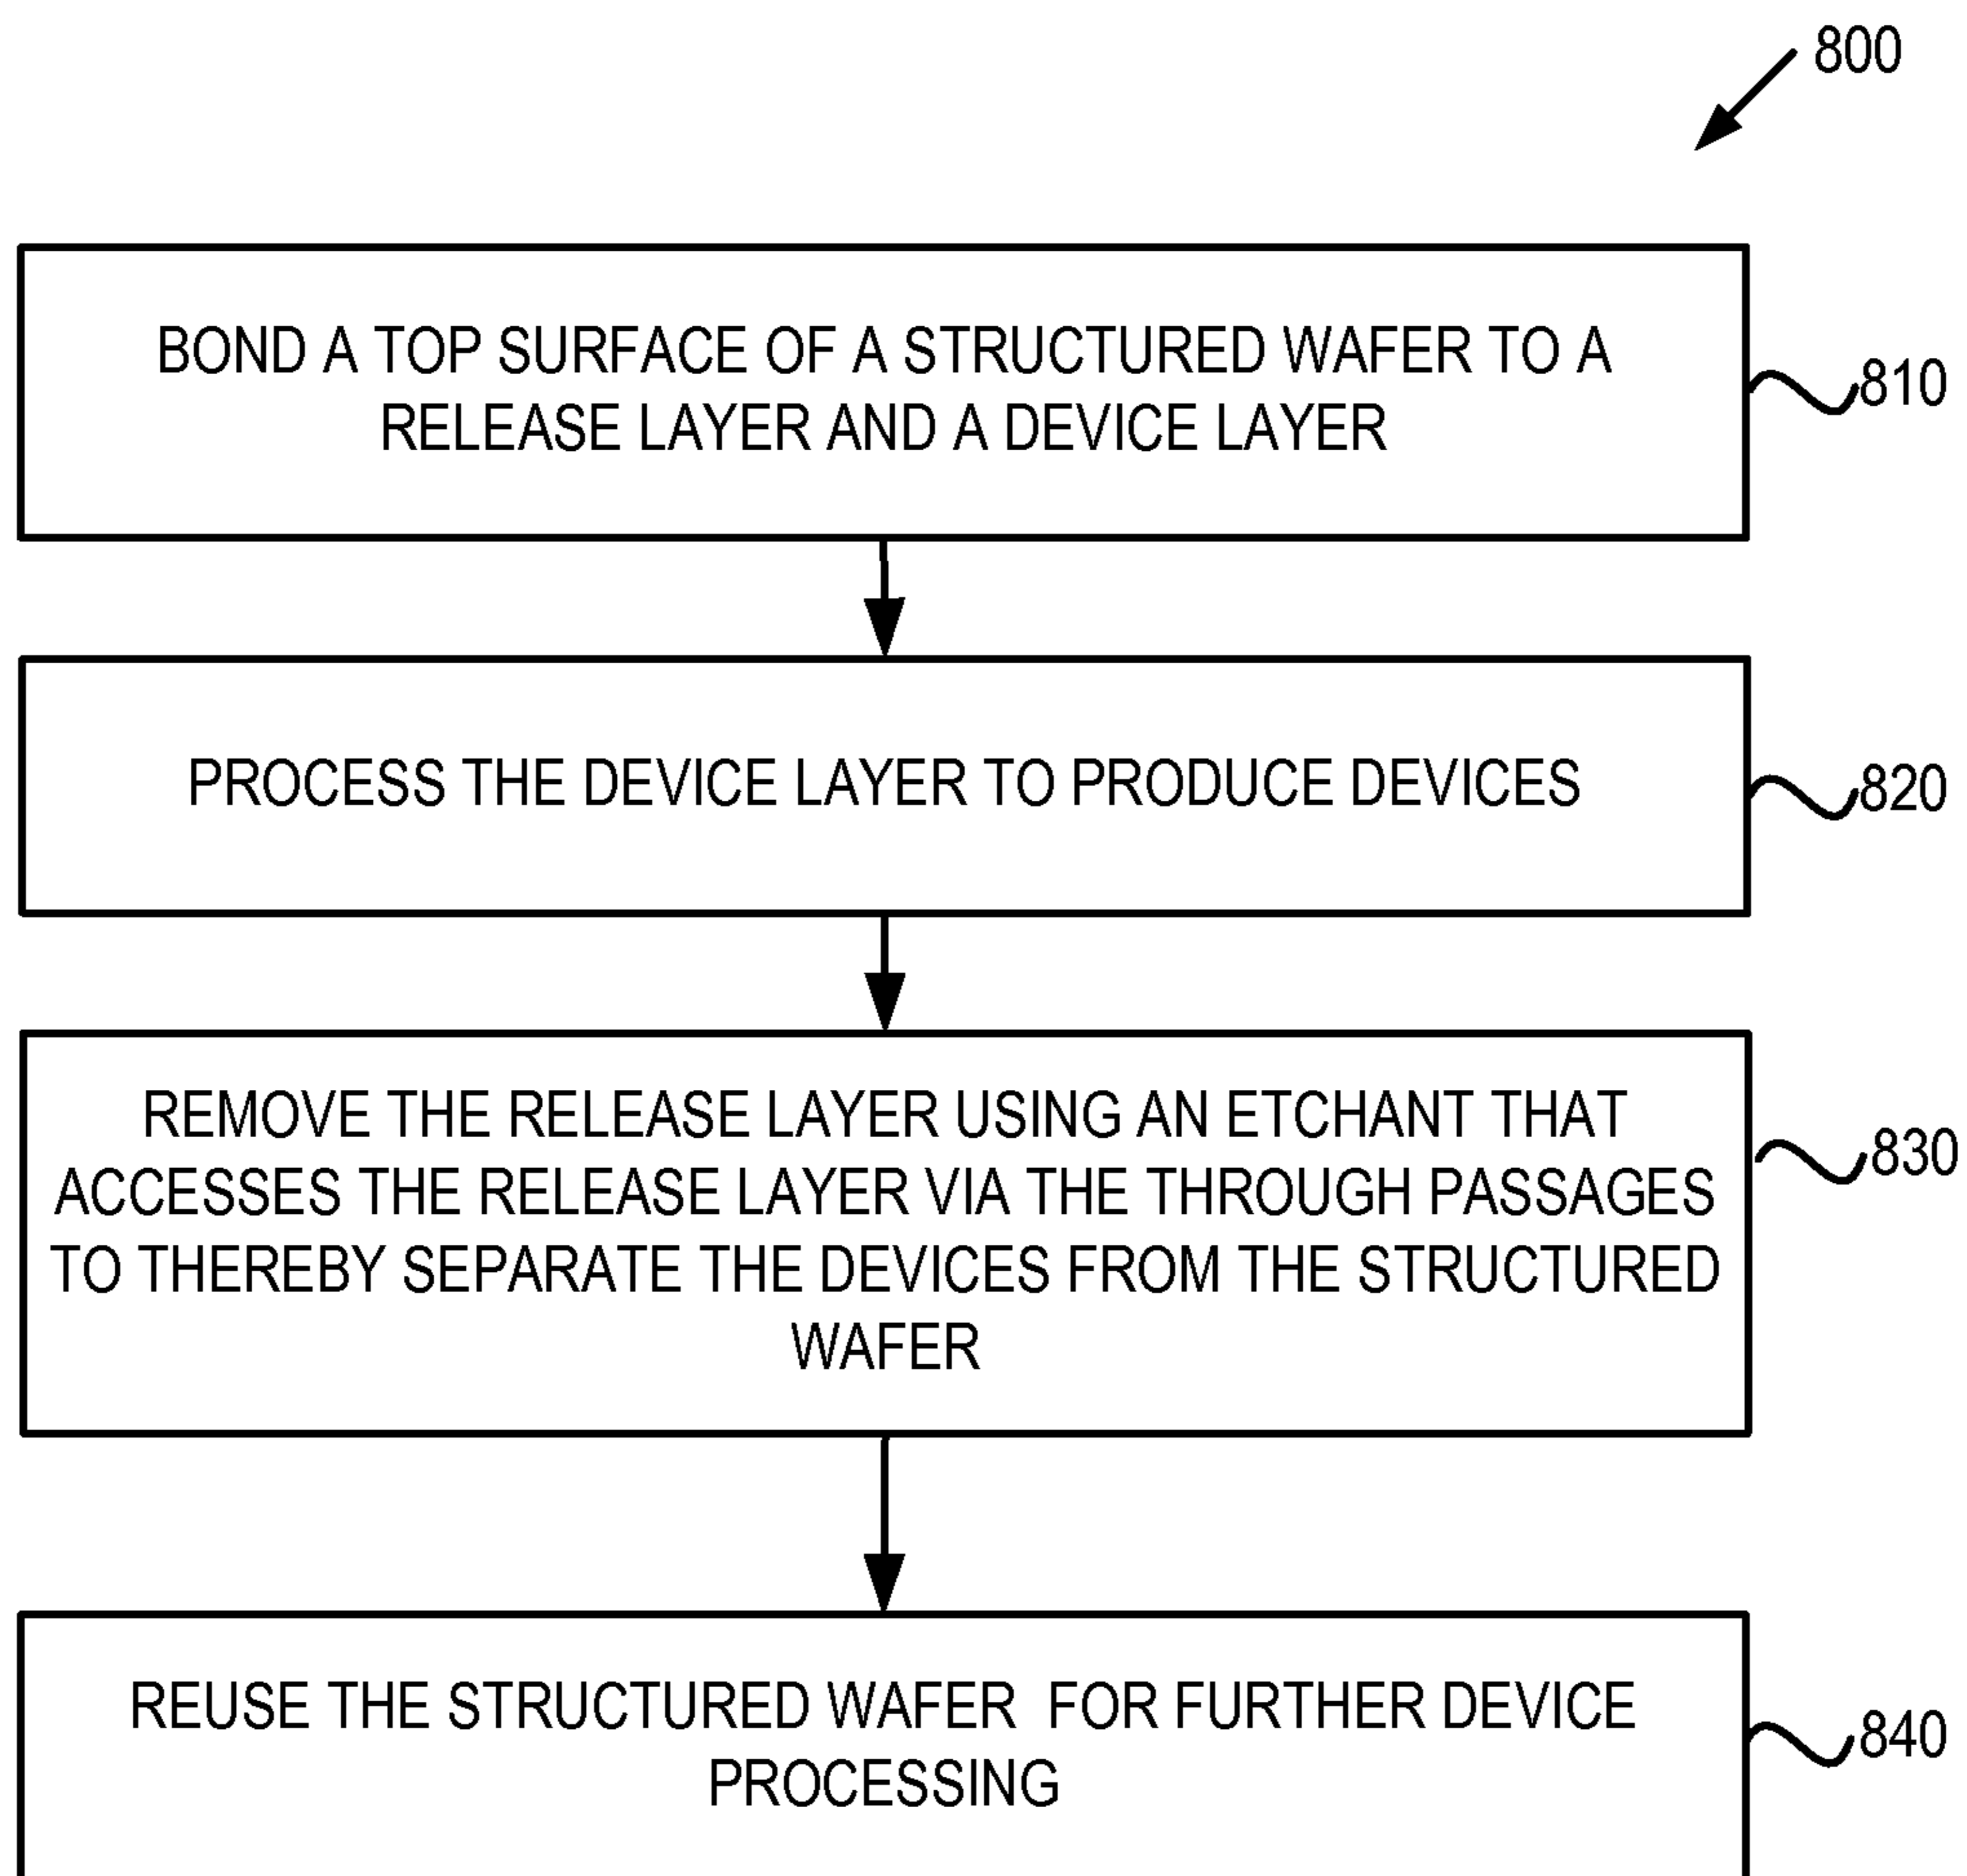 800
BOND A TOP SURFACE OF A STRUCTURED WAFER TO A
RELEASE LAYER AND A DEVICE LAYER
810
PROCESS THE DEVICE LAYER TO PRODUCE DEVICES
820
REMOVE THE RELEASE LAYER USING AN ETCHANT THAT
ACCESSES THE RELEASE LAYER VIA THE THROUGH PASSAGES
TO THEREBY SEPARATE THE DEVICES FROM THE STRUCTURED
WAFER
830
REUSE THE STRUCTURED WAFER FOR FURTHER DEVICE
PROCESSING
840